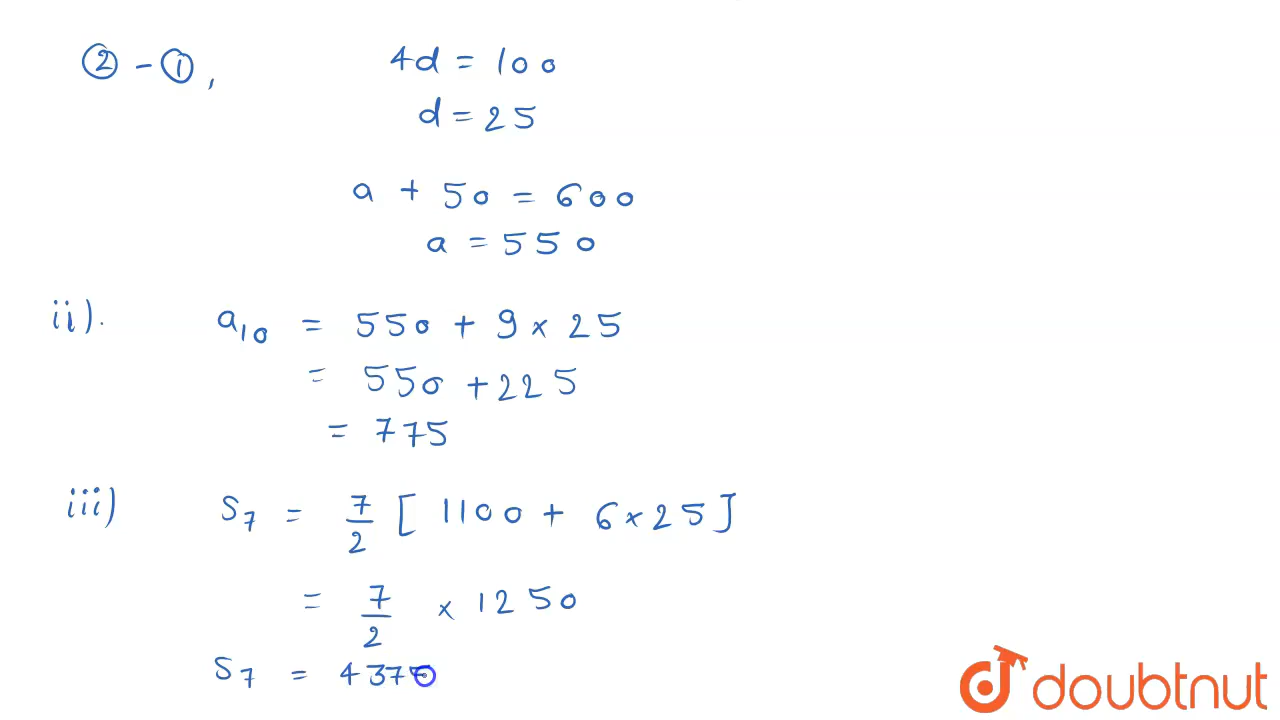 ② - ①, 4d = 100
d = 25
a + 50 = 600
a = 550
ii). a₁₀ = 550 + 9 × 25
= 550 + 225
= 775
iii) S₇ = 7/2 [ 1100 + 6 × 25 ]
= 7/2 × 1250
S₇ = 4375
doubtnut